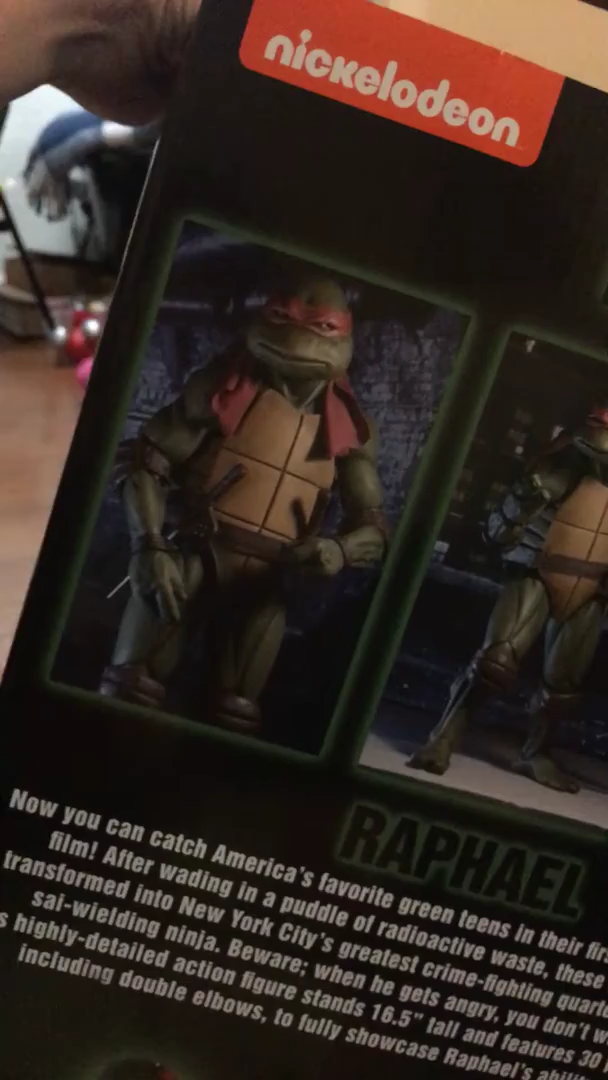 nickelodeon
RAPHAEL
Now you can catch America's favorite green teens in their
film! After wading in a puddle of radioactive waste, these
transformed into New York City's greatest crime-fighting
sai-wielding ninja. Beware; when he gets angry, you don't
highly-detailed action figure stands 16.5" tall and features 30
including double elbows, to fully showcase Raphael's